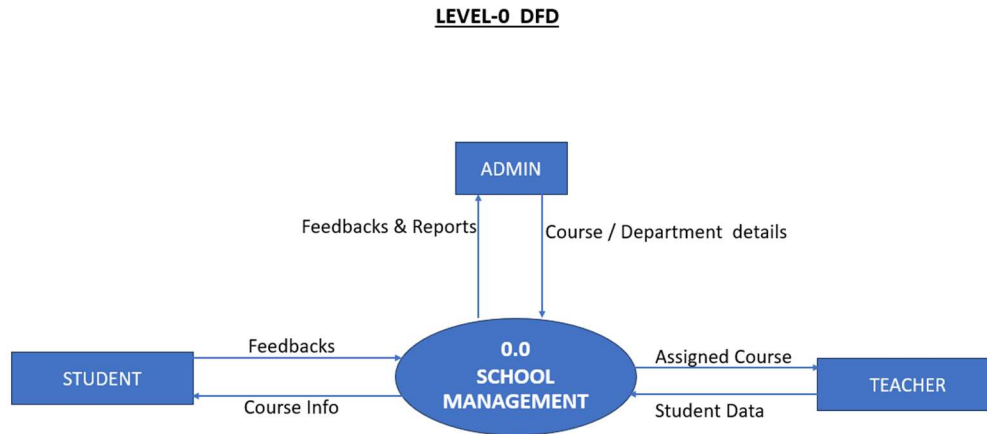 LEVEL-0 DFD
ADMIN
Feedbacks & Reports
Course / Department details
Feedbacks
0.0
SCHOOL
MANAGEMENT
Assigned Course
STUDENT
TEACHER
Course Info
Student Data